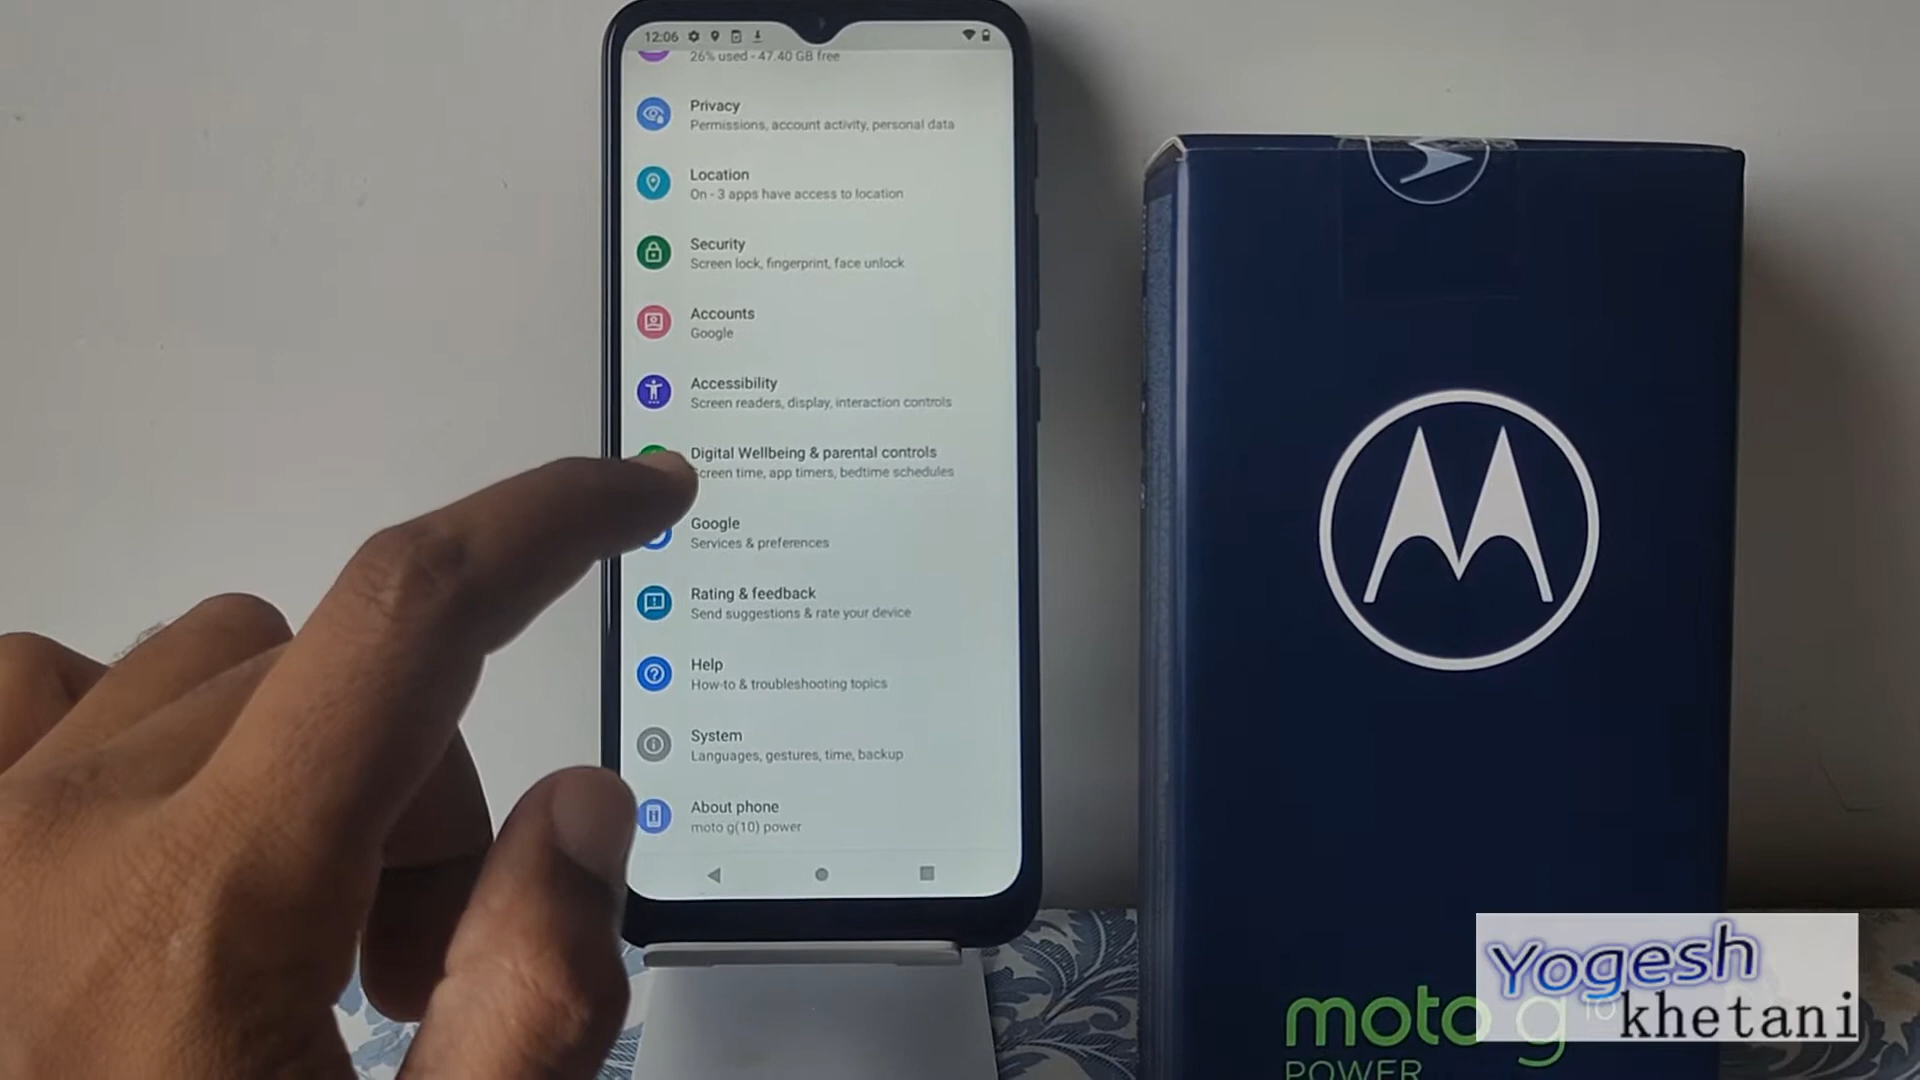 12:06
26% used - 47.40 GB free
Privacy
Permissions, account activity, personal data
Location
On - 3 apps have access to location
Security
Screen lock, fingerprint, face unlock
Accounts
Google
Accessibility
Screen readers, display, interaction controls
Digital Wellbeing & parental controls
creen time, app timers, bedtime schedules
Google
Services & preferences
Rating & feedback
Send suggestions & rate your device
Help
How-to & troubleshooting topics
System
Languages, gestures, time, backup
About phone
moto g(10) power
moto g 10
POWER
Yogesh
khetani